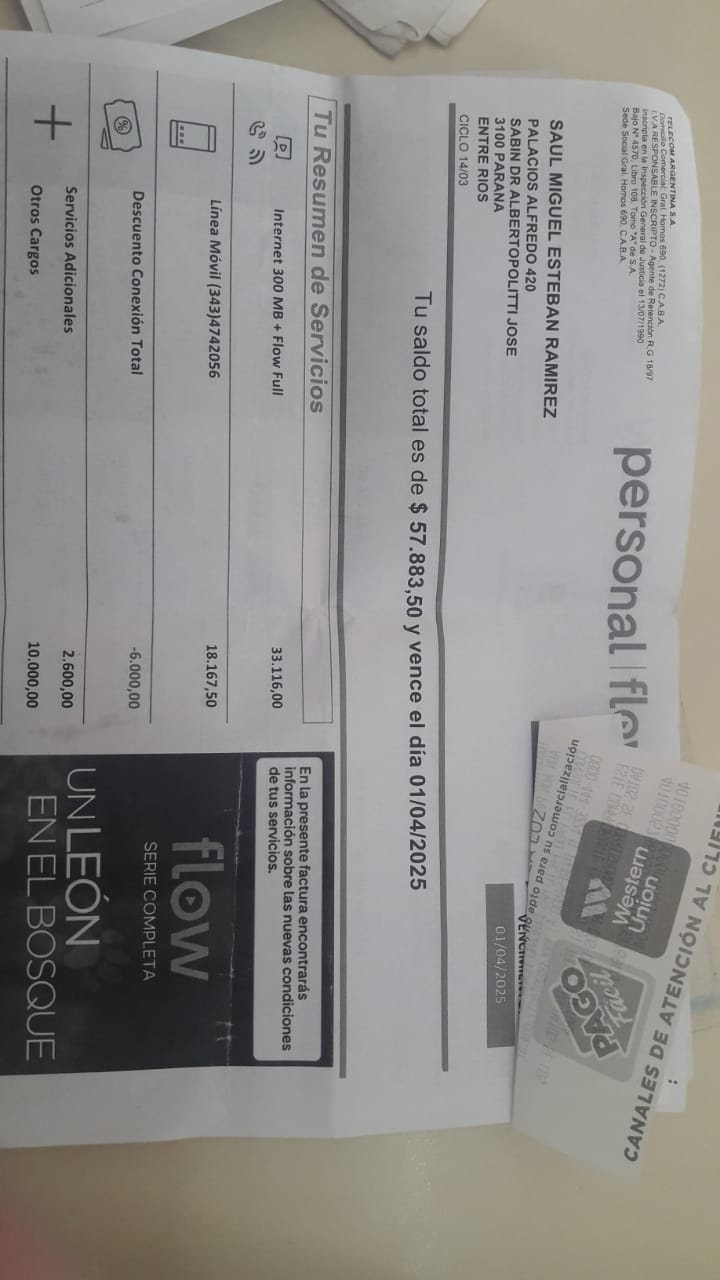 TELECOM ARGENTINA S.A.
Domicilio Comercial: Gral. Hornos 690, (1272) C.A.B.A.
I.V.A RESPONSABLE INSCRIPTO - Agente de Retención R.G 18/97
Inscripta en la Inspección General de Justicia el 13/07/1990
Bajo N° 4570, Libro 108, Tomo "A" de S.A.
Sede Social:Gral. Hornos 690, C.A.B.A.
personal | flow
SAUL MIGUEL ESTEBAN RAMIREZ
PALACIOS ALFREDO 420
SABIN DR ALBERTOPOLITTI JOSE
3100 PARANA
ENTRE RIOS
CICLO 14/03
01/04/2025
CANALES DE ATENCIÓN AL CLIEN
Western
Union
PAGO
fácil
Tu saldo total es de $ 57.883,50 y vence el día 01/04/2025
Tu Resumen de Servicios
Internet 300 MB + Flow Full 33.116,00
Línea Móvil (343)4742056 18.167,50
Descuento Conexión Total -6.000,00
Servicios Adicionales 2.600,00
Otros Cargos 10.000,00
En la presente factura encontrarás
información sobre las nuevas condiciones
de tus servicios.
flow
SERIE COMPLETA
UN LEÓN
EN EL BOSQUE